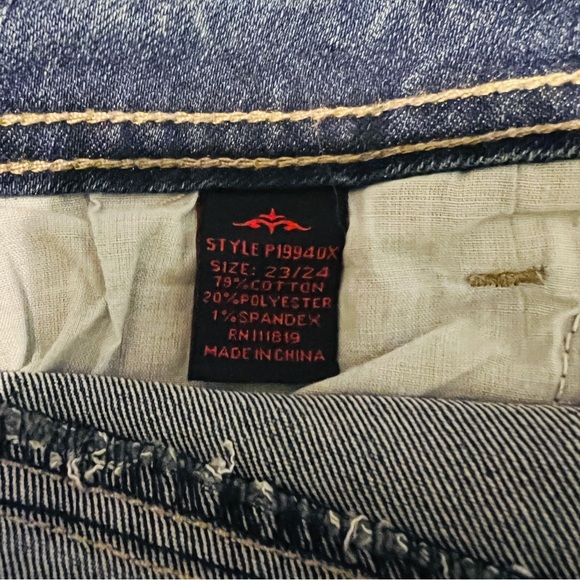 STYLE P19940X
SIZE: 23/24
79%COTTON
20%POLYESTER
1%SPANDEX
RN111819
MADE IN CHINA